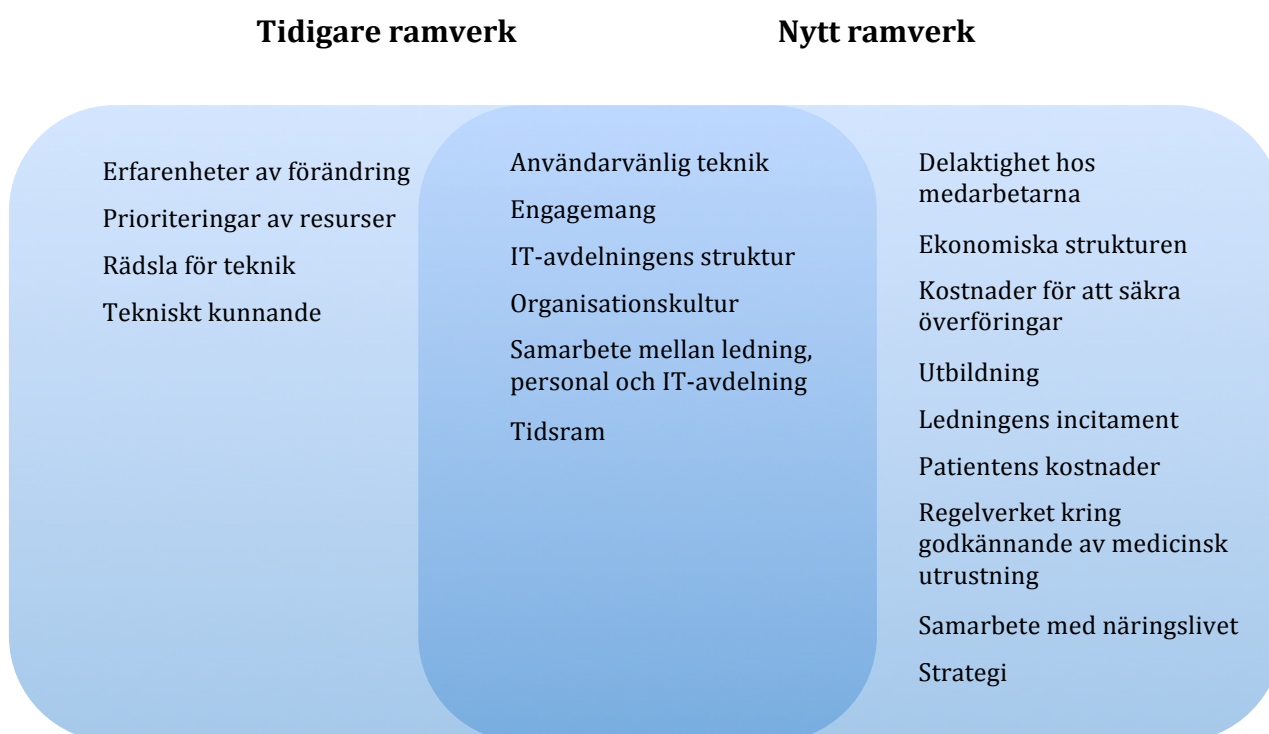 Tidigare ramverk
Nytt ramverk
Erfarenheter av förändring
Prioriteringar av resurser
Rädsla för teknik
Tekniskt kunnande
Användarvänlig teknik
Engagemang
IT-avdelningens struktur
Organisationskultur
Samarbete mellan ledning,
personal och IT-avdelning
Tidsram
Delaktighet hos
medarbetarna
Ekonomiska strukturen
Kostnader för att säkra
överföringar
Utbildning
Ledningens incitament
Patientens kostnader
Regelverket kring
godkännande av medicinsk
utrustning
Samarbete med näringslivet
Strategi